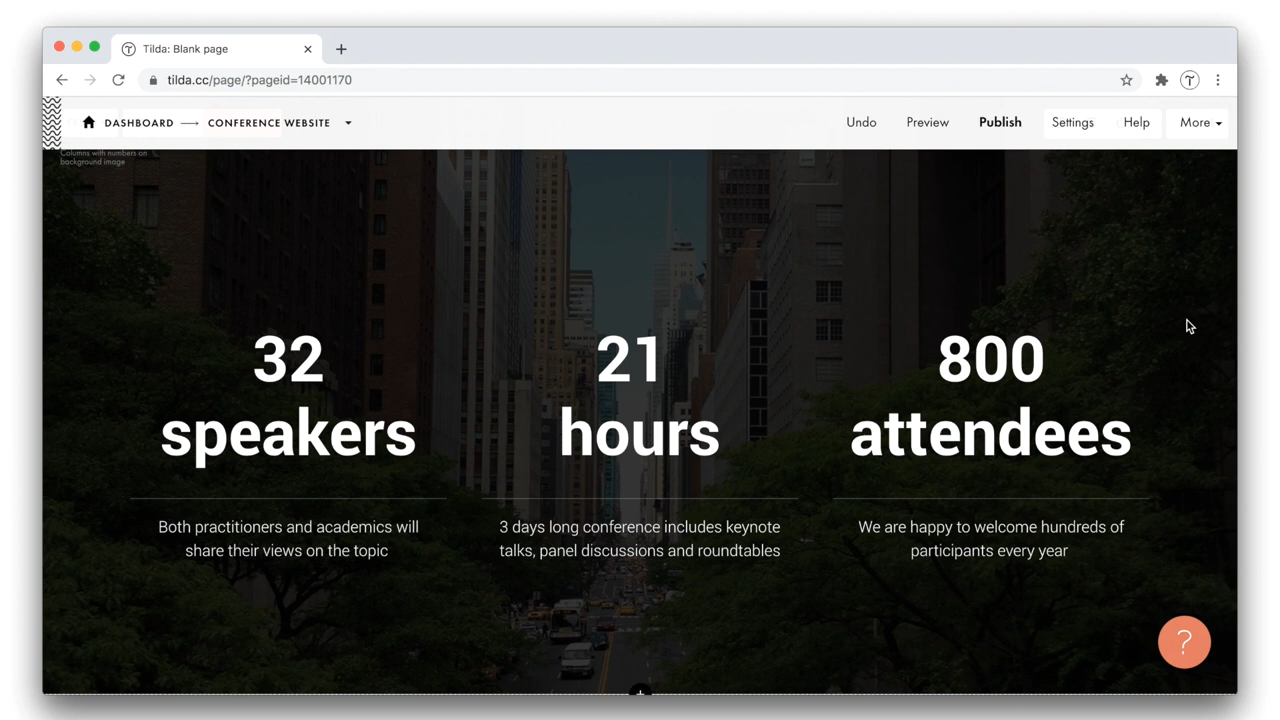 Tilda: Blank page
tilda.cc/page/?pageid=14001170
DASHBOARD → CONFERENCE WEBSITE
Undo Preview Publish Settings Help More
Columns with numbers on
background image
32 21 800
speakers hours attendees
Both practitioners and academics will
share their views on the topic
3 days long conference includes keynote
talks, panel discussions and roundtables
We are happy to welcome hundreds of
participants every year
?